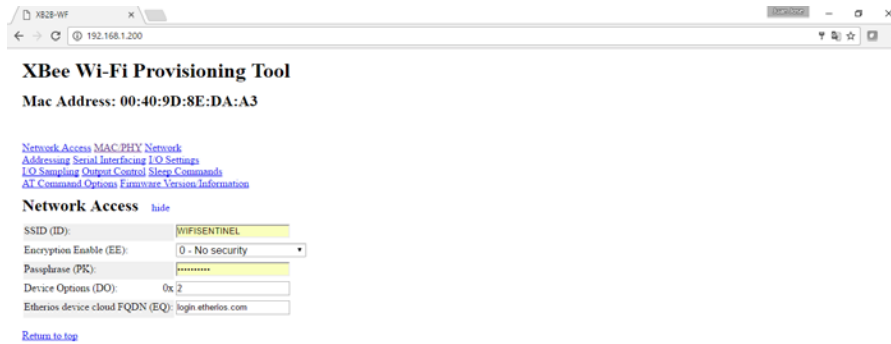 XB2B-WF
192.168.1.200
XBee Wi-Fi Provisioning Tool
Mac Address: 00:40:9D:8E:DA:A3
Network Access MAC/PHY Network
Addressing Serial Interfacing I/O Settings
I/O Sampling Output Control Sleep Commands
AT Command Options Firmware Version/Information
Network Access hide
SSID (ID): WIFISENTINEL
Encryption Enable (EE): 0 - No security
Passphrase (PK): ••••••••••
Device Options (DO): 0x 2
Etherios device cloud FQDN (EQ): login.etherios.com
Return to top